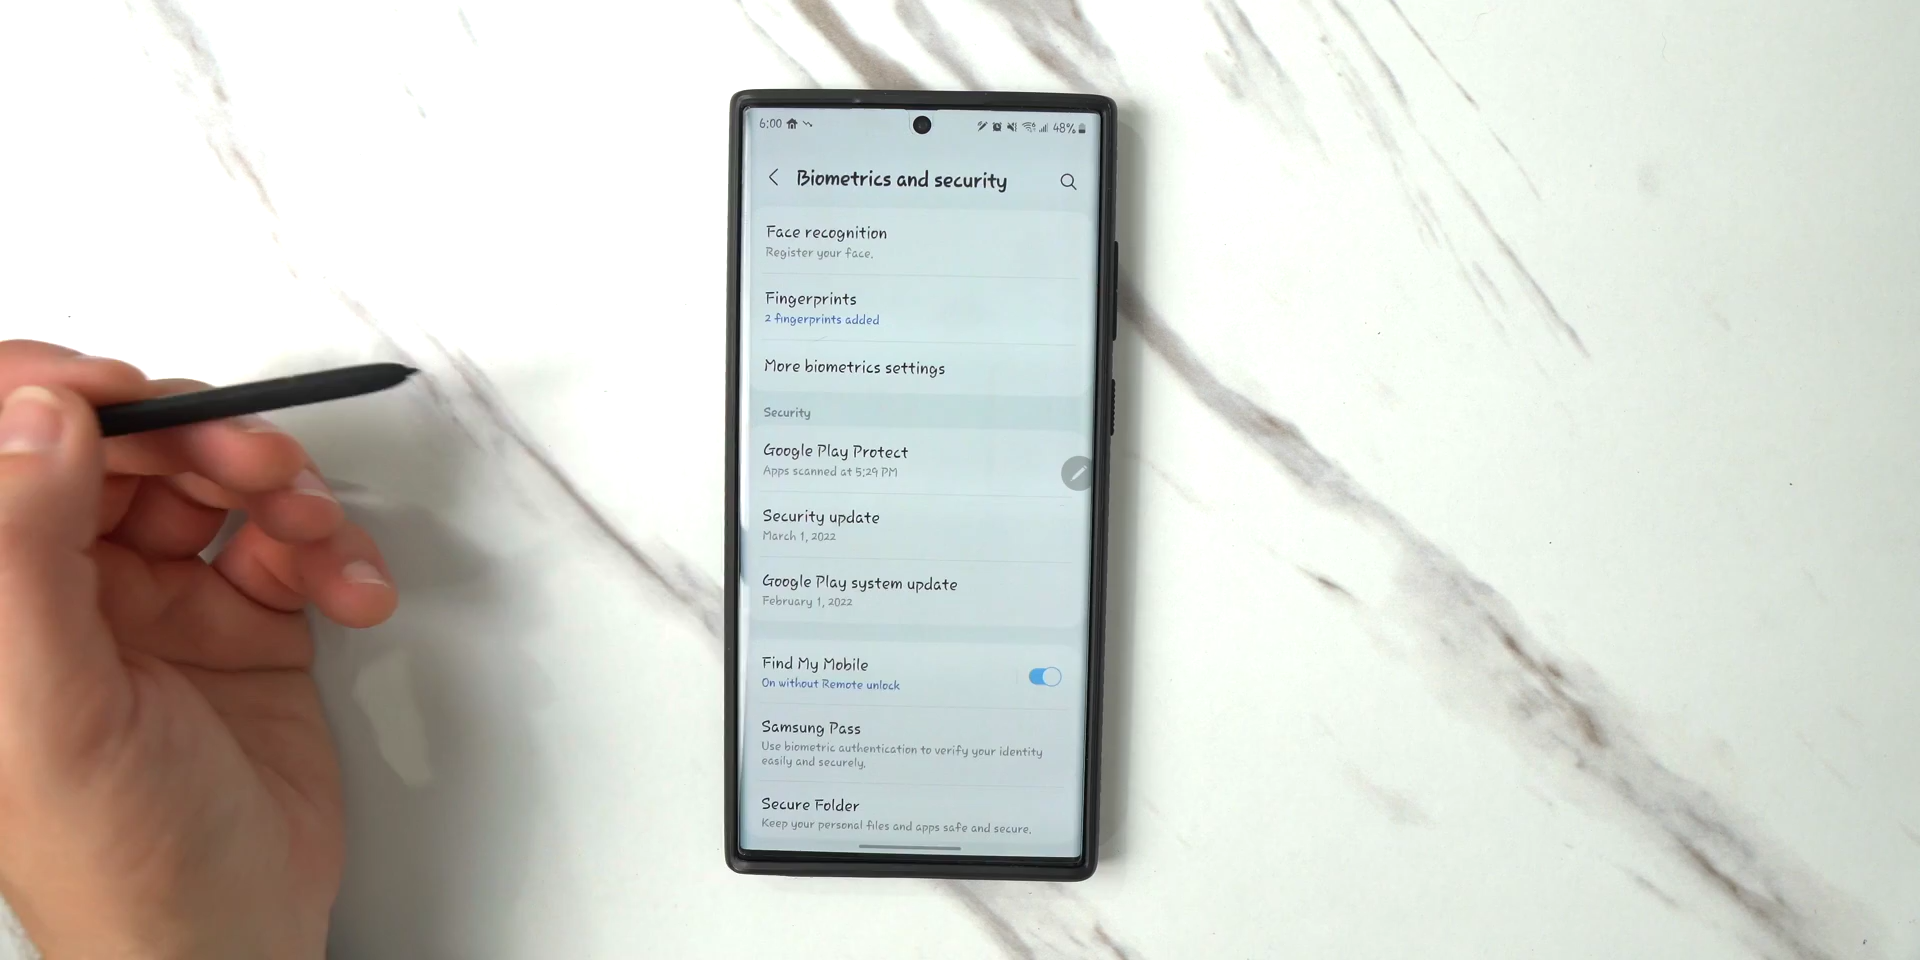 6:00 48%
Biometrics and security
Face recognition
Register your face.
Fingerprints
2 fingerprints added
More biometrics settings
Security
Google Play Protect
Apps scanned at 5:29 PM
Security update
March 1, 2022
Google Play system update
February 1, 2022
Find My Mobile
On without Remote unlock
Samsung Pass
Use biometric authentication to verify your identity
easily and securely.
Secure Folder
Keep your personal files and apps safe and secure.